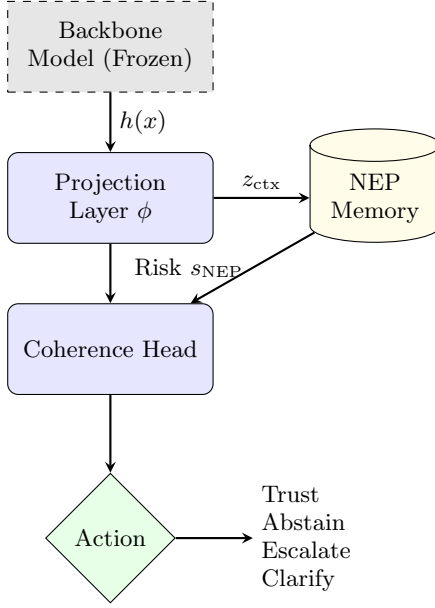 Backbone
Model (Frozen)
h(x)
Projection
Layer ϕ
z_ctx
NEP
Memory
Risk s_NEP
Coherence Head
Action
Trust
Abstain
Escalate
Clarify